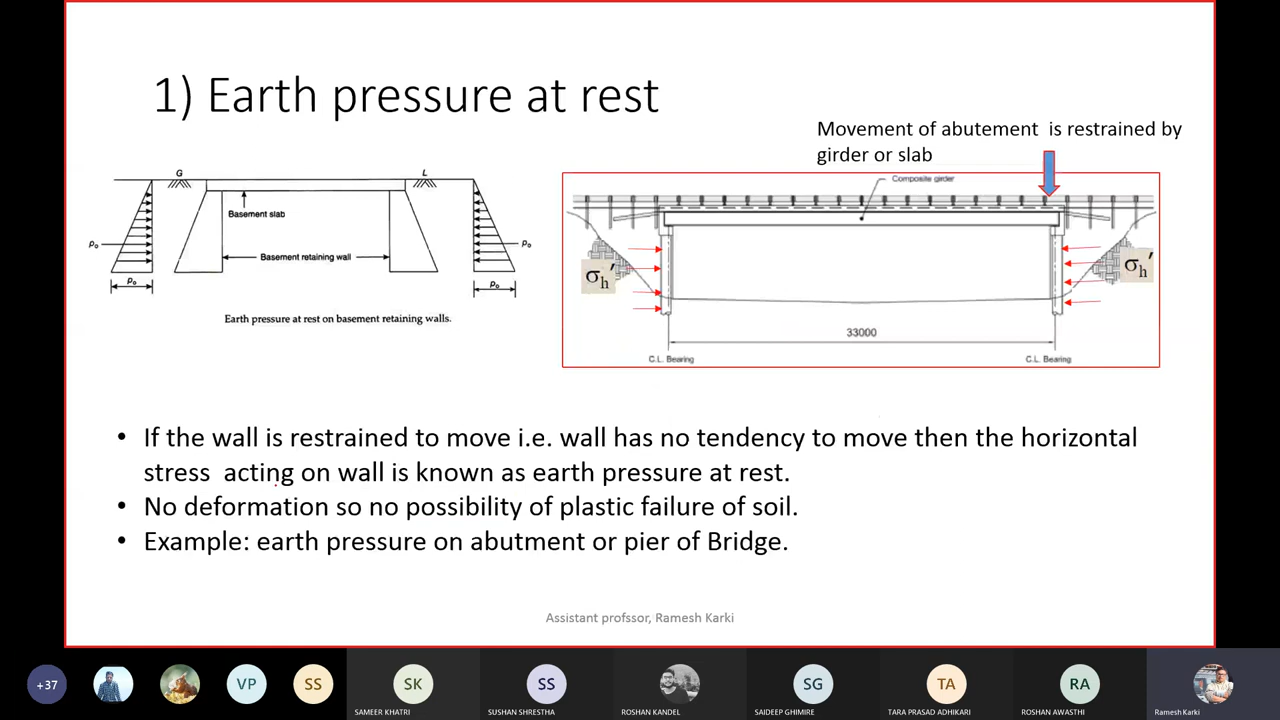 1) Earth pressure at rest
Movement of abutement is restrained by
girder or slab
G
L
Basement slab
Basement retaining wall
p₀
p₀
p₀
p₀
Earth pressure at rest on basement retaining walls.
Composite girder
σh′
σh′
33000
C.L. Bearing
C.L. Bearing
• If the wall is restrained to move i.e. wall has no tendency to move then the horizontal
stress acting on wall is known as earth pressure at rest.
• No deformation so no possibility of plastic failure of soil.
• Example: earth pressure on abutment or pier of Bridge.
Assistant profssor, Ramesh Karki
+37
VP
SS
SK
SS
SG
TA
RA
SAMEER KHATRI
SUSHAN SHRESTHA
ROSHAN KANDEL
SAIDEEP GHIMIRE
TARA PRASAD ADHIKARI
ROSHAN AWASTHI
Ramesh Karki